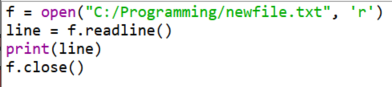 f = open("C:/Programming/newfile.txt", 'r')
line = f.readline()
print(line)
f.close()